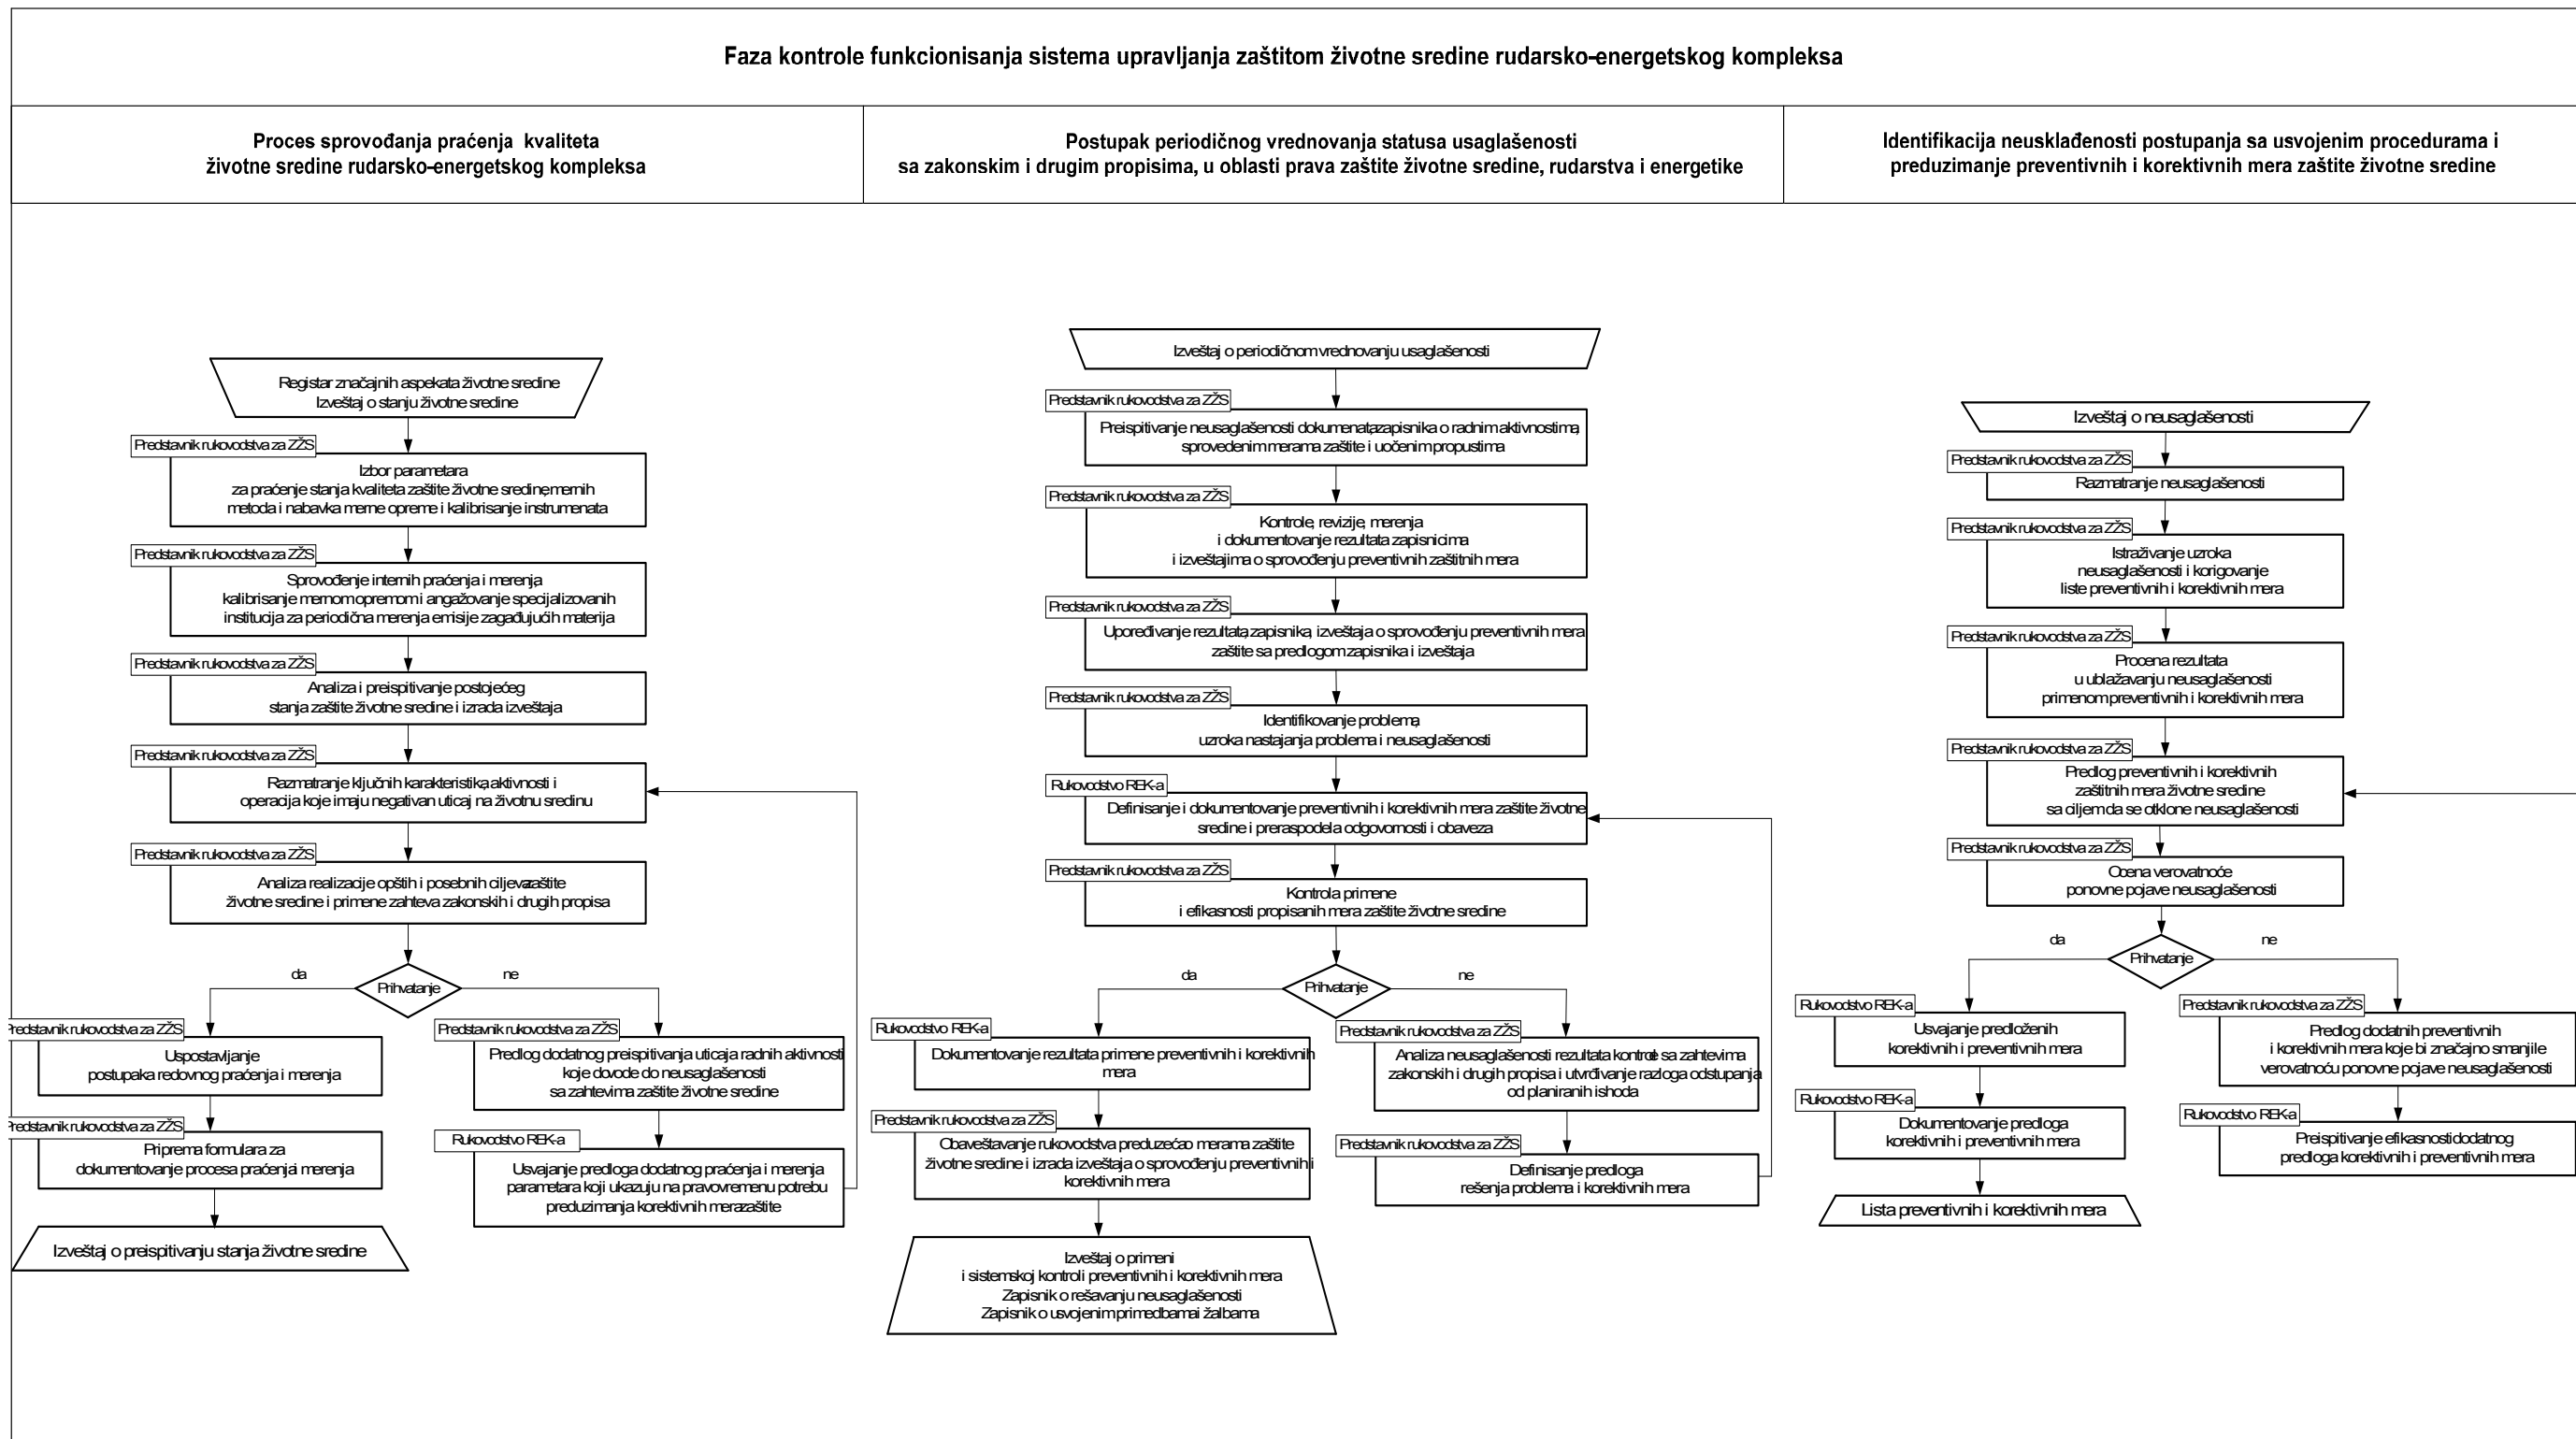 Faza kontrole funkcionisanja sistema upravljanja zaštitom životne sredine rudarsko-energetskog kompleksa
Proces sprovođanja praćenja kvaliteta
životne sredine rudarsko-energetskog kompleksa
Postupak periodičnog vrednovanja statusa usaglašenosti
sa zakonskim i drugim propisima, u oblasti prava zaštite životne sredine, rudarstva i energetike
Identifikacija neusklađenosti postupanja sa usvojenim procedurama i
preduzimanje preventivnih i korektivnih mera zaštite životne sredine
Registar značajnih aspekata životne sredine
Izveštaj o stanju životne sredine
Predstavnik rukovodstva za ZŽS
Izbor parametara
za praćenje stanja kvaliteta zaštite životne sredine, mernih
metoda i nabavka merne opreme i kalibrisanje instrumenata
Predstavnik rukovodstva za ZŽS
Sprovođenje internih praćenja i merenja,
kalibrisanje mernom opremom i angažovanje specijalizovanih
institucija za periodična merenja emisije zagađujućih materija
Predstavnik rukovodstva za ZŽS
Analiza i preispitivanje postojećeg
stanja zaštite životne sredine i izrada izveštaja
Predstavnik rukovodstva za ZŽS
Razmatranje ključnih karakteristika, aktivnosti i
operacija koje imaju negativan uticaj na životnu sredinu
Predstavnik rukovodstva za ZŽS
Analiza realizacije opštih i posebnih ciljeva zaštite
životne sredine i primene zahteva zakonskih i drugih propisa
da
Prihvatanje
ne
Predstavnik rukovodstva za ZŽS
Uspostavljanje
postupaka redovnog praćenja i merenja
Predstavnik rukovodstva za ZŽS
Priprema formulara za
dokumentovanje procesa praćenja i merenja
Izveštaj o preispitivanju stanja životne sredine
Predstavnik rukovodstva za ZŽS
Predlog dodatnog preispitivanja uticaja radnih aktivnosti
koje dovode do neusaglašenosti
sa zahtevima zaštite životne sredine
Rukovodstvo REK-a
Usvajanje predloga dodatnog praćenja i merenja
parametara koji ukazuju na pravovremenu potrebu
preduzimanja korektivnih mera zaštite
Izveštaj o periodičnom vrednovanju usaglašenosti
Predstavnik rukovodstva za ZŽS
Preispitivanje neusaglašenosti dokumenata, zapisnika o radnim aktivnostima,
sprovedenim merama zaštite i uočenim propustima
Predstavnik rukovodstva za ZŽS
Kontrole, revizije, merenja
i dokumentovanje rezultata zapisnicima
i izveštajima o sprovođenju preventivnih zaštitnih mera
Predstavnik rukovodstva za ZŽS
Upoređivanje rezultata, zapisnika, izveštaja o sprovođenju preventivnih mera
zaštite sa predlogom zapisnika i izveštaja
Predstavnik rukovodstva za ZŽS
Identifikovanje problema,
uzroka nastajanja problema i neusaglašenosti
Rukovodstvo REK-a
Definisanje i dokumentovanje preventivnih i korektivnih mera zaštite životne
sredine i preraspodela odgovornosti i obaveza
Predstavnik rukovodstva za ZŽS
Kontrola primene
i efikasnosti propisanih mera zaštite životne sredine
da
Prihvatanje
ne
Rukovodstvo REK-a
Dokumentovanje rezultata primene preventivnih i korektivnih
mera
Predstavnik rukovodstva za ZŽS
Obaveštavanje rukovodstva preduzeća o merama zaštite
životne sredine i izrada izveštaja o sprovođenju preventivnih i
korektivnih mera
Izveštaj o primeni
i sistemskoj kontroli preventivnih i korektivnih mera
Zapisnik o rešavanju neusaglašenosti
Zapisnik o usvojenim primedbama i žalbama
Predstavnik rukovodstva za ZŽS
Analiza neusaglašenosti rezultata kontrole sa zahtevima
zakonskih i drugih propisa i utvrđivanje razloga odstupanja
od planiranih ishoda
Predstavnik rukovodstva za ZŽS
Definisanje predloga
rešenja problema i korektivnih mera
Izveštaj o neusaglašenosti
Predstavnik rukovodstva za ZŽS
Razmatranje neusaglašenosti
Predstavnik rukovodstva za ZŽS
Istraživanje uzroka
neusaglašenosti i korigovanje
liste preventivnih i korektivnih mera
Predstavnik rukovodstva za ZŽS
Procena rezultata
u ublažavanju neusaglašenosti
primenom preventivnih i korektivnih mera
Predstavnik rukovodstva za ZŽS
Predlog preventivnih i korektivnih
zaštitnih mera životne sredine
sa ciljem da se otklone neusaglašenosti
Predstavnik rukovodstva za ZŽS
Ocena verovatnoće
ponovne pojave neusaglašenosti
da
Prihvatanje
ne
Rukovodstvo REK-a
Usvajanje predloženih
korektivnih i preventivnih mera
Rukovodstvo REK-a
Dokumentovanje predloga
korektivnih i preventivnih mera
Lista preventivnih i korektivnih mera
Predstavnik rukovodstva za ZŽS
Predlog dodatnih preventivnih
i korektivnih mera koje bi značajno smanjile
verovatnoću ponovne pojave neusaglašenosti
Rukovodstvo REK-a
Preispitivanje efikasnosti dodatnog
predloga korektivnih i preventivnih mera